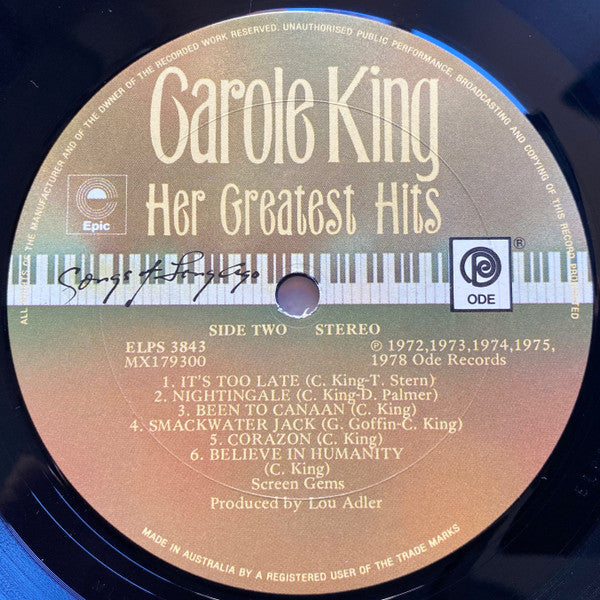 ALL RIGHTS OF THE MANUFACTURER AND OF THE OWNER OF THE RECORDED WORK RESERVED. UNAUTHORISED PUBLIC PERFORMANCE, BROADCASTING AND COPYING OF THIS RECORD PROHIBITED
Carole King
Her Greatest Hits
Epic
Songs of Long Ago
®
ODE
SIDE TWO STEREO
ELPS 3843
MX179300
℗ 1972,1973,1974,1975,
1978 Ode Records
1. IT'S TOO LATE (C. King-T. Stern)
2. NIGHTINGALE (C. King-D. Palmer)
3. BEEN TO CANAAN (C. King)
4. SMACKWATER JACK (G. Goffin-C. King)
5. CORAZON (C. King)
6. BELIEVE IN HUMANITY
(C. King)
Screen Gems
Produced by Lou Adler
MADE IN AUSTRALIA BY A REGISTERED USER OF THE TRADE MARKS